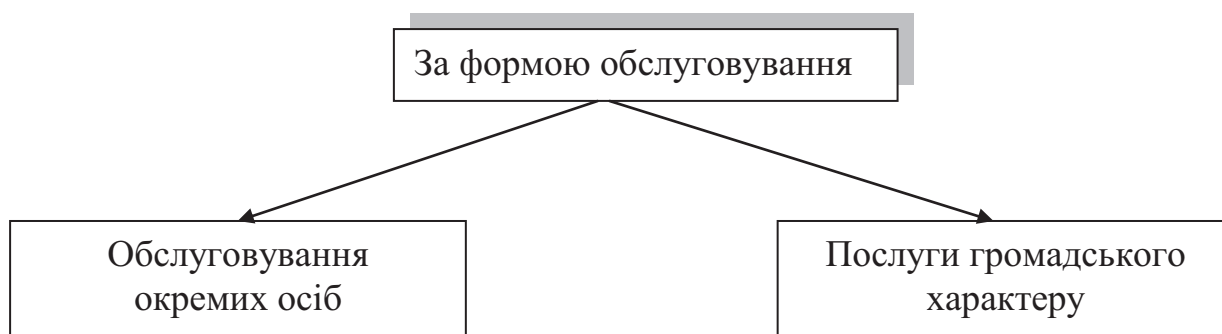 За формою обслуговування
Обслуговування
окремих осіб
Послуги громадського
характеру